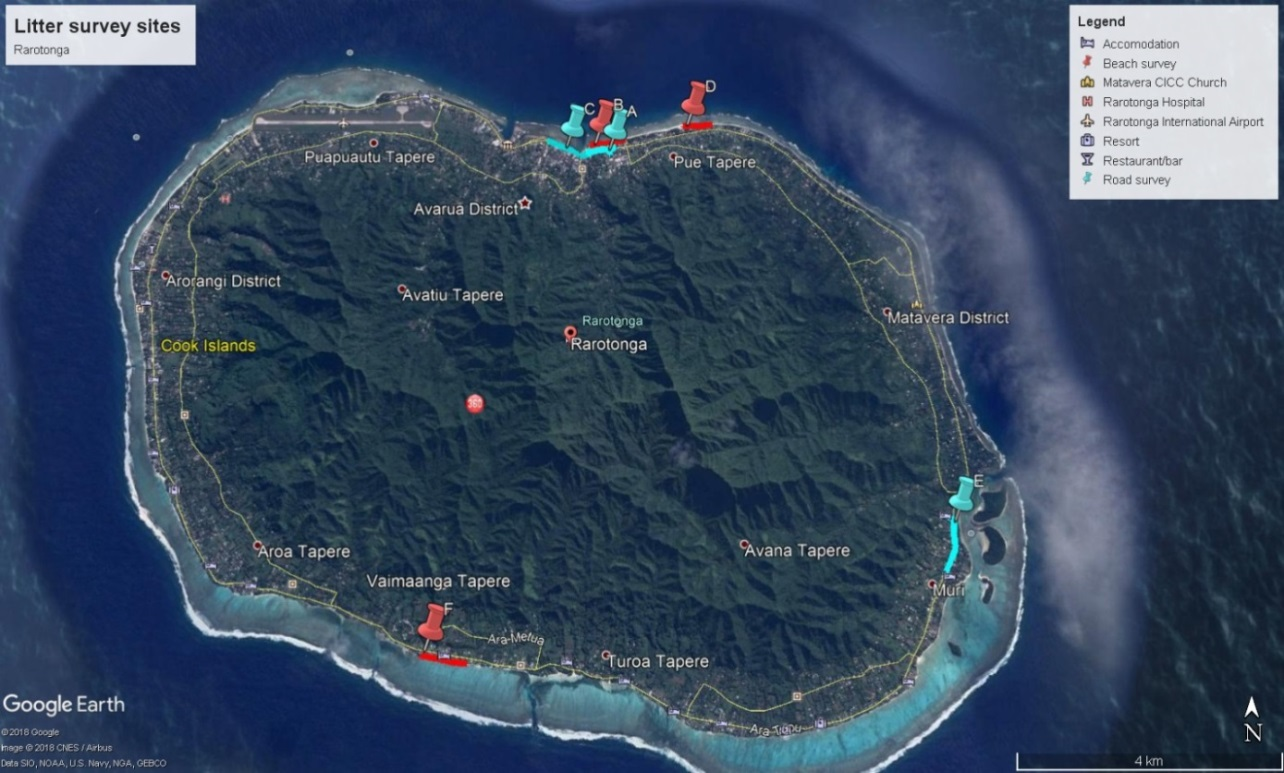 Litter survey sites
Rarotonga
Legend
Accomodation
Beach survey
Matavera CICC Church
H Rarotonga Hospital
Rarotonga International Airport
Resort
Restaurant/bar
Road survey
D
C
B
A
Puapuautu Tapere
Pue Tapere
H
Avarua District
Arorangi District
Avatiu Tapere
Rarotonga
Matavera District
Rarotonga
Cook Islands
360
E
Aroa Tapere
Avana Tapere
Vaimaanga Tapere
Muri
F
Ara-Metua
Turoa Tapere
Google Earth
Ara-Tapu
© 2018 Google
Image © 2018 CNES / Airbus
Data SIO, NOAA, U.S. Navy, NGA, GEBCO
N
4 km